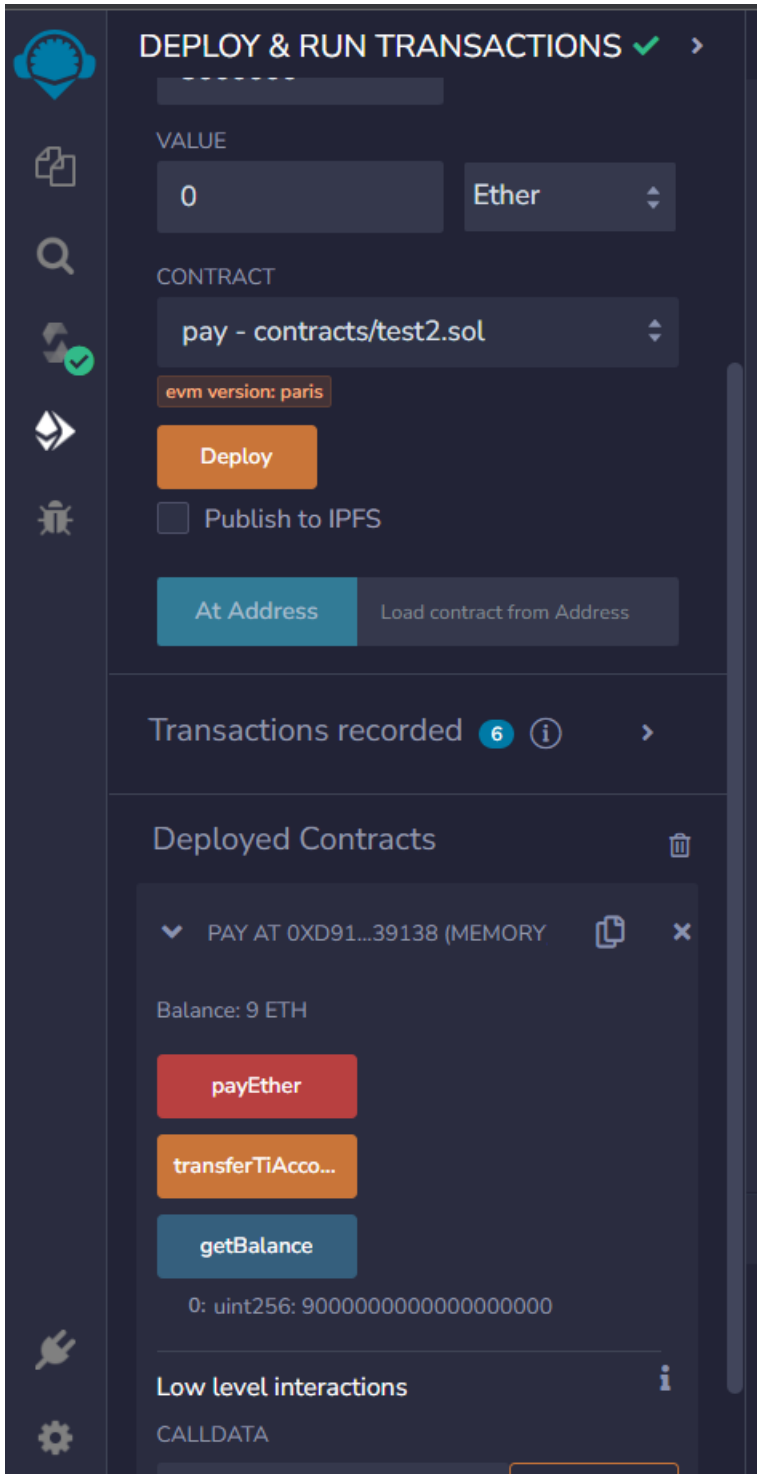 DEPLOY & RUN TRANSACTIONS
VALUE
0
Ether
CONTRACT
pay - contracts/test2.sol
evm version: paris
Deploy
Publish to IPFS
At Address
Load contract from Address
Transactions recorded 6
Deployed Contracts
PAY AT 0XD91...39138 (MEMORY
Balance: 9 ETH
payEther
transferTiAcco...
getBalance
0: uint256: 9000000000000000000
Low level interactions
CALLDATA